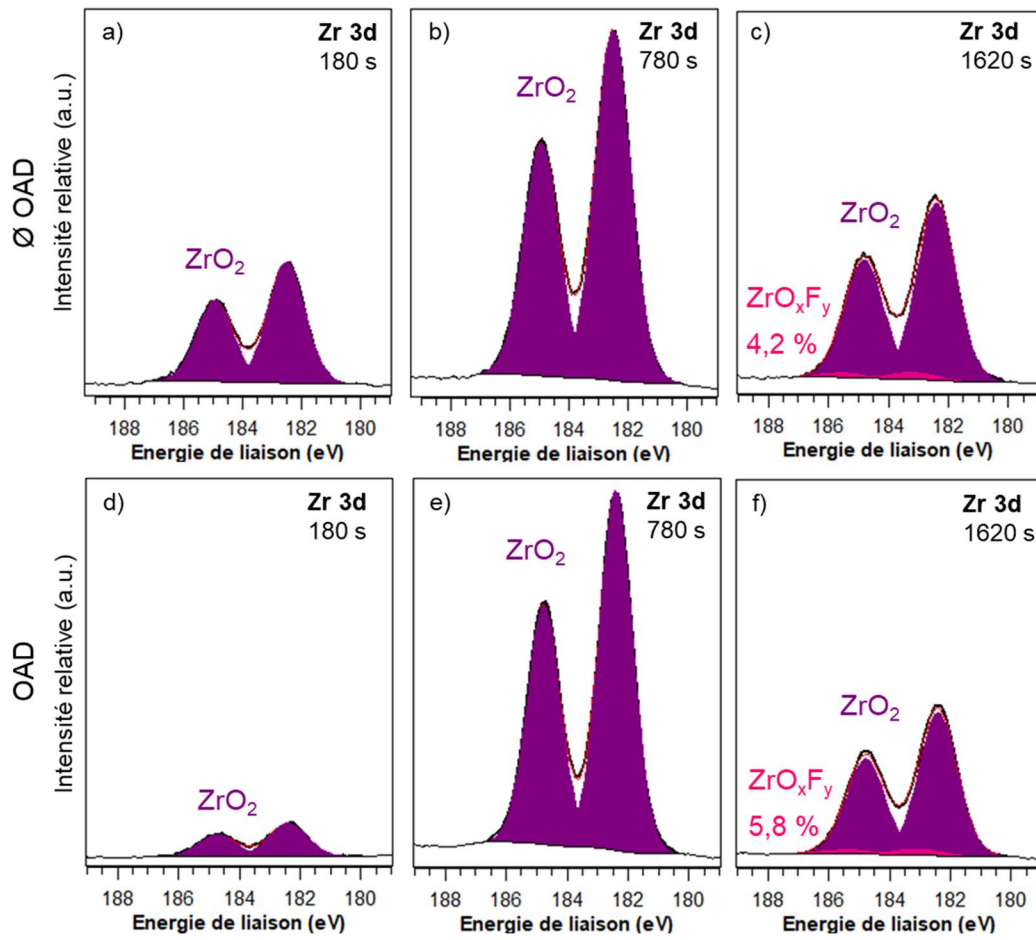 Ø OAD
Intensité relative (a.u.)
a)
Zr 3d
180 s
ZrO₂
188 186 184 182 180
Energie de liaison (eV)
b)
Zr 3d
780 s
ZrO₂
188 186 184 182 180
Energie de liaison (eV)
c)
Zr 3d
1620 s
ZrO₂
ZrOₓFᵧ
4,2 %
188 186 184 182 180
Energie de liaison (eV)
OAD
Intensité relative (a.u.)
d)
Zr 3d
180 s
ZrO₂
188 186 184 182 180
Energie de liaison (eV)
e)
Zr 3d
780 s
ZrO₂
188 186 184 182 180
Energie de liaison (eV)
f)
Zr 3d
1620 s
ZrO₂
ZrOₓFᵧ
5,8 %
188 186 184 182 180
Energie de liaison (eV)